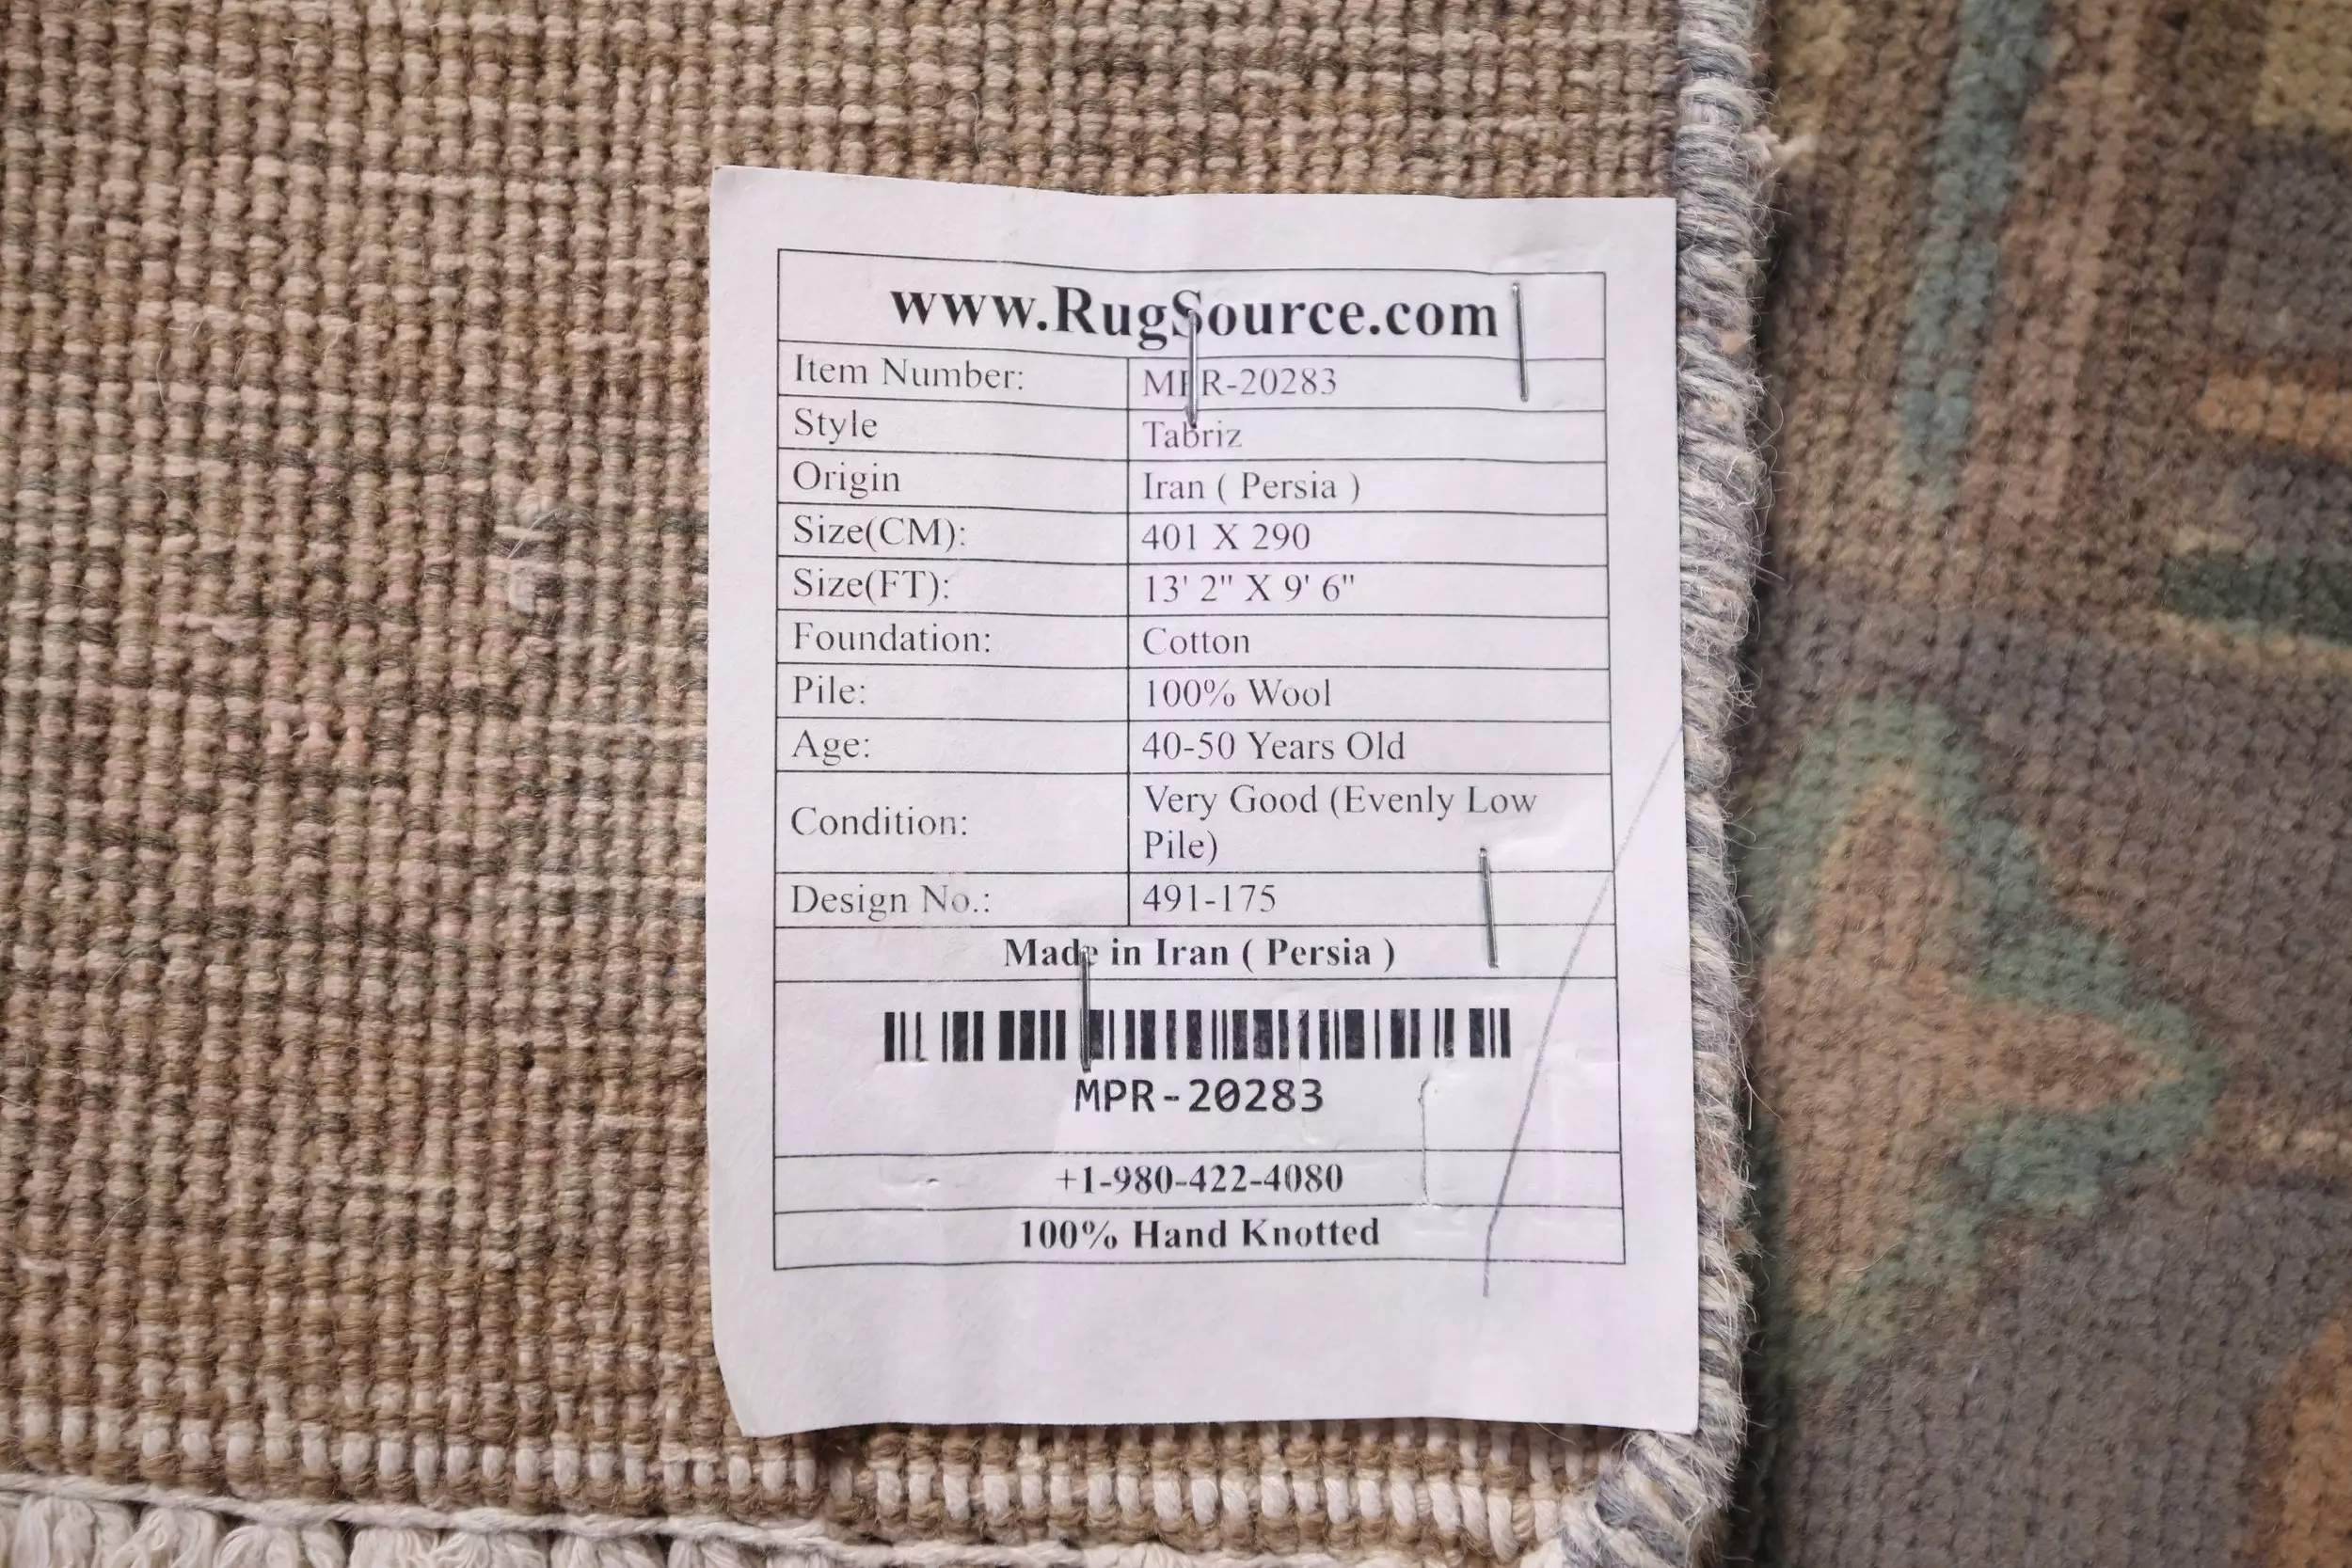 www.RugSource.com
Item Number: MPR-20283
Style Tabriz
Origin Iran ( Persia )
Size(CM): 401 X 290
Size(FT): 13' 2" X 9' 6"
Foundation: Cotton
Pile: 100% Wool
Age: 40-50 Years Old
Condition: Very Good (Evenly Low
Pile)
Design No.: 491-175
Made in Iran ( Persia )
MPR-20283
+1-980-422-4080
100% Hand Knotted